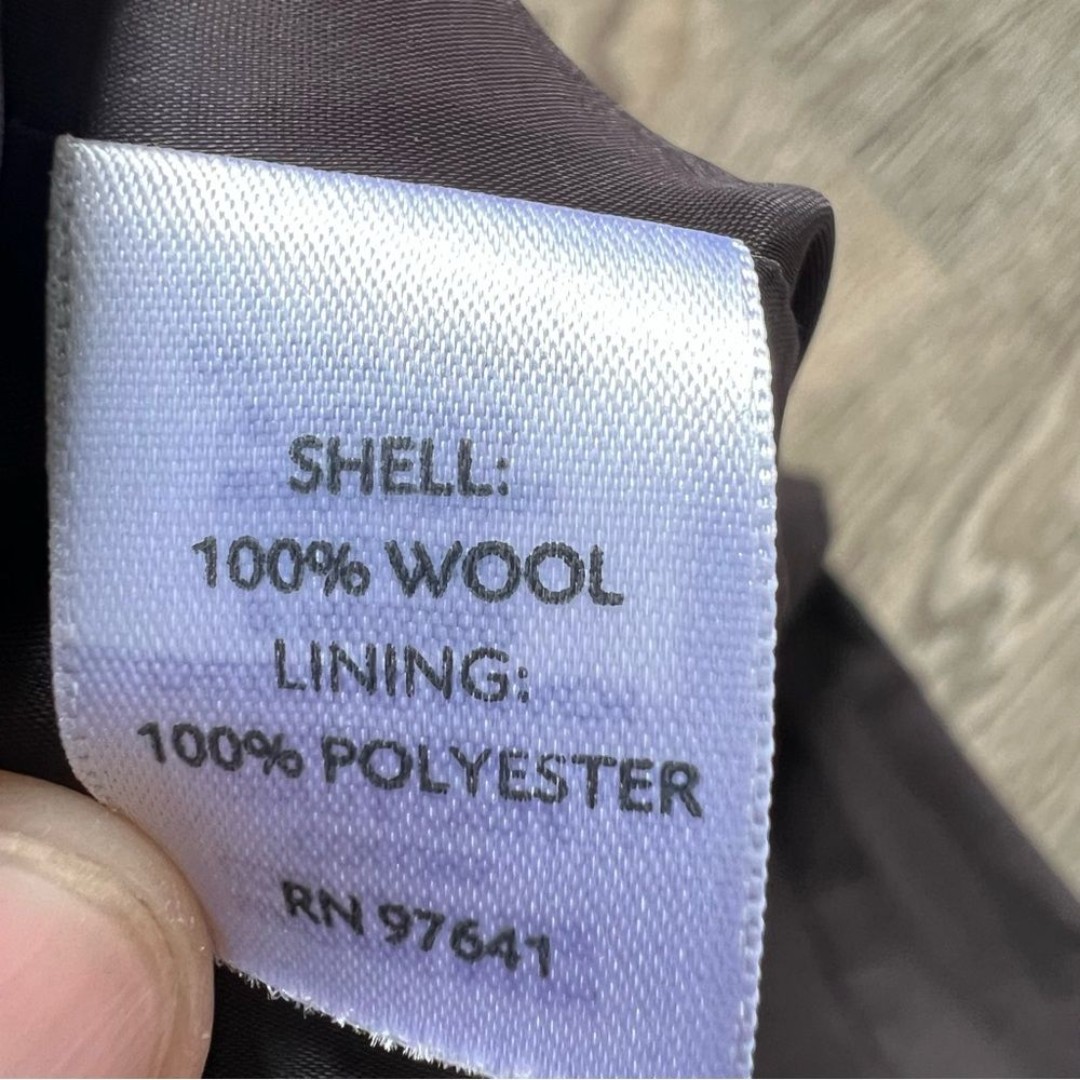 SHELL:
100% WOOL
LINING:
100% POLYESTER
RN 97641